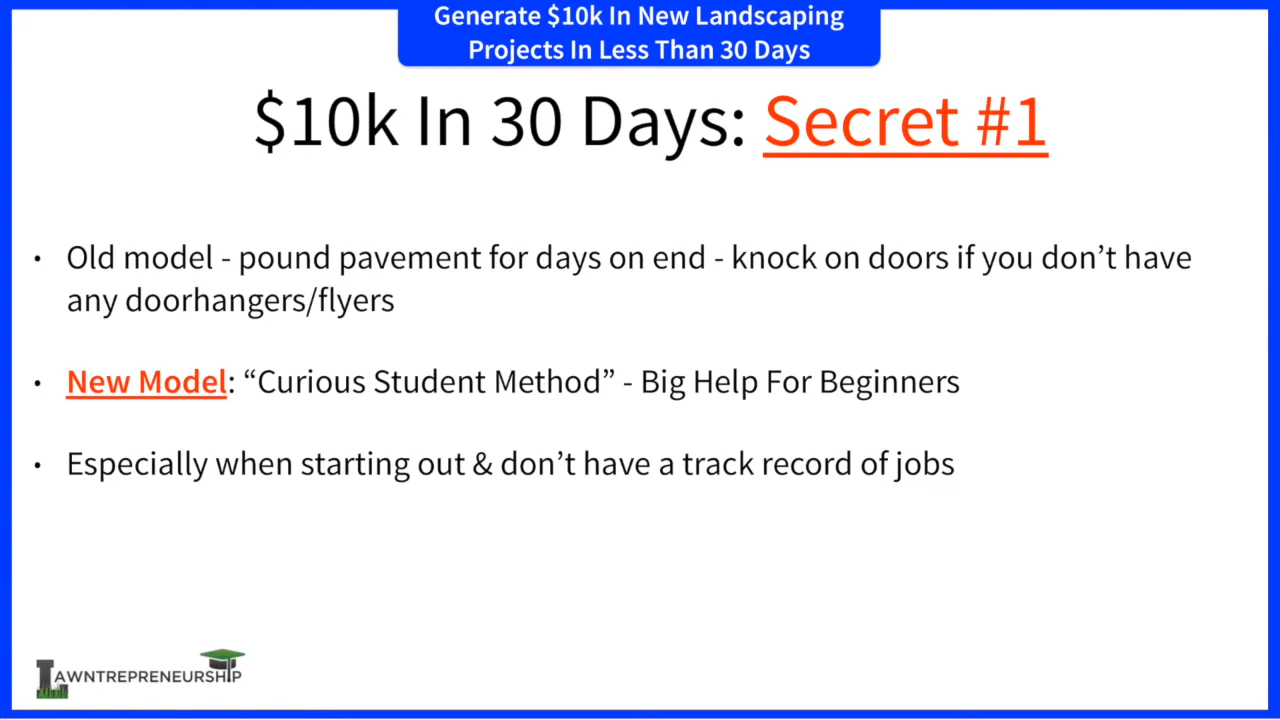 Generate $10k In New Landscaping
Projects In Less Than 30 Days
$10k In 30 Days: Secret #1
• Old model - pound pavement for days on end - knock on doors if you don’t have
any doorhangers/flyers
• New Model: “Curious Student Method” - Big Help For Beginners
• Especially when starting out & don’t have a track record of jobs
LAWNTREPRENEURSHIP